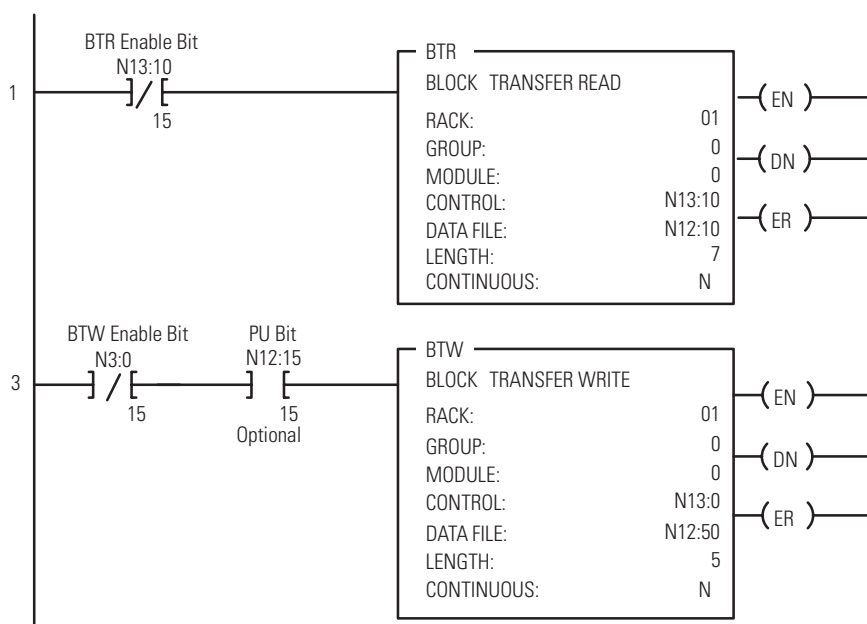 BTR Enable Bit
N13:10
15
1
BTR
BLOCK TRANSFER READ
RACK: 01
GROUP: 0
MODULE: 0
CONTROL: N13:10
DATA FILE: N12:10
LENGTH: 7
CONTINUOUS: N
EN
DN
ER
BTW Enable Bit
N3:0
15
PU Bit
N12:15
15
Optional
3
BTW
BLOCK TRANSFER WRITE
RACK: 01
GROUP: 0
MODULE: 0
CONTROL: N13:0
DATA FILE: N12:50
LENGTH: 5
CONTINUOUS: N
EN
DN
ER